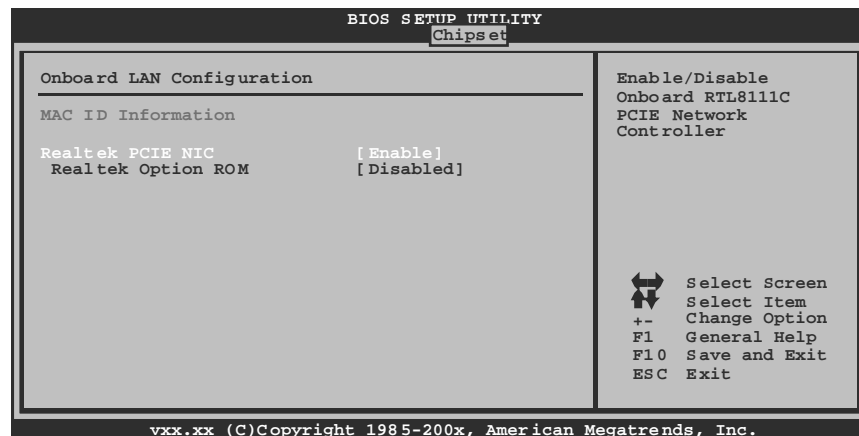 BIOS SETUP UTILITY
Chipset
Onboard LAN Configuration
MAC ID Information
Realtek PCIE NIC [Enable]
Realtek Option ROM [Disabled]
Enable/Disable
Onboard RTL8111C
PCIE Network
Controller
Select Screen
Select Item
+- Change Option
F1 General Help
F10 Save and Exit
ESC Exit
vxx.xx (C)Copyright 1985-200x, American Megatrends, Inc.